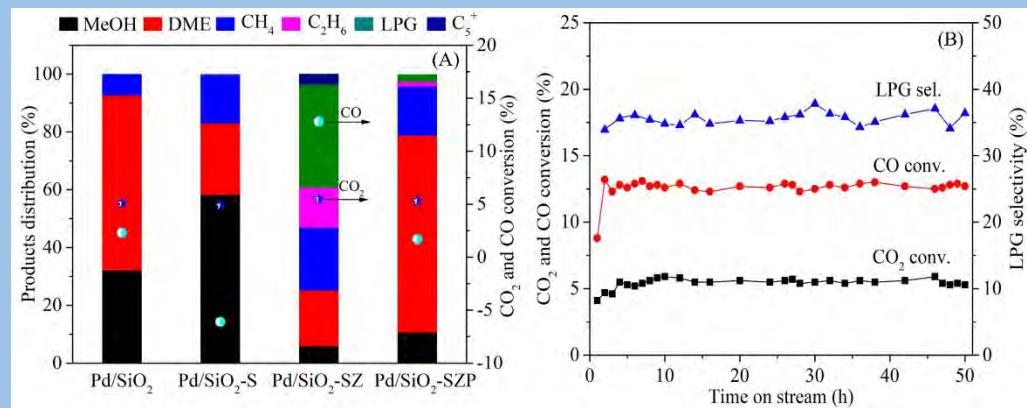 MeOH DME CH₄ C₂H₆ LPG C₅⁺
(A)
Products distribution (%)
100
80
60
40
20
0
CO
CO₂
20
15
10
5
0
-5
-10
CO₂ and CO conversion (%)
Pd/SiO₂ Pd/SiO₂-S Pd/SiO₂-SZ Pd/SiO₂-SZP
(B)
CO₂ and CO conversion (%)
25
20
15
10
5
0
LPG sel.
CO conv.
CO₂ conv.
50
40
30
20
10
0
LPG selectivity (%)
0 10 20 30 40 50
Time on stream (h)